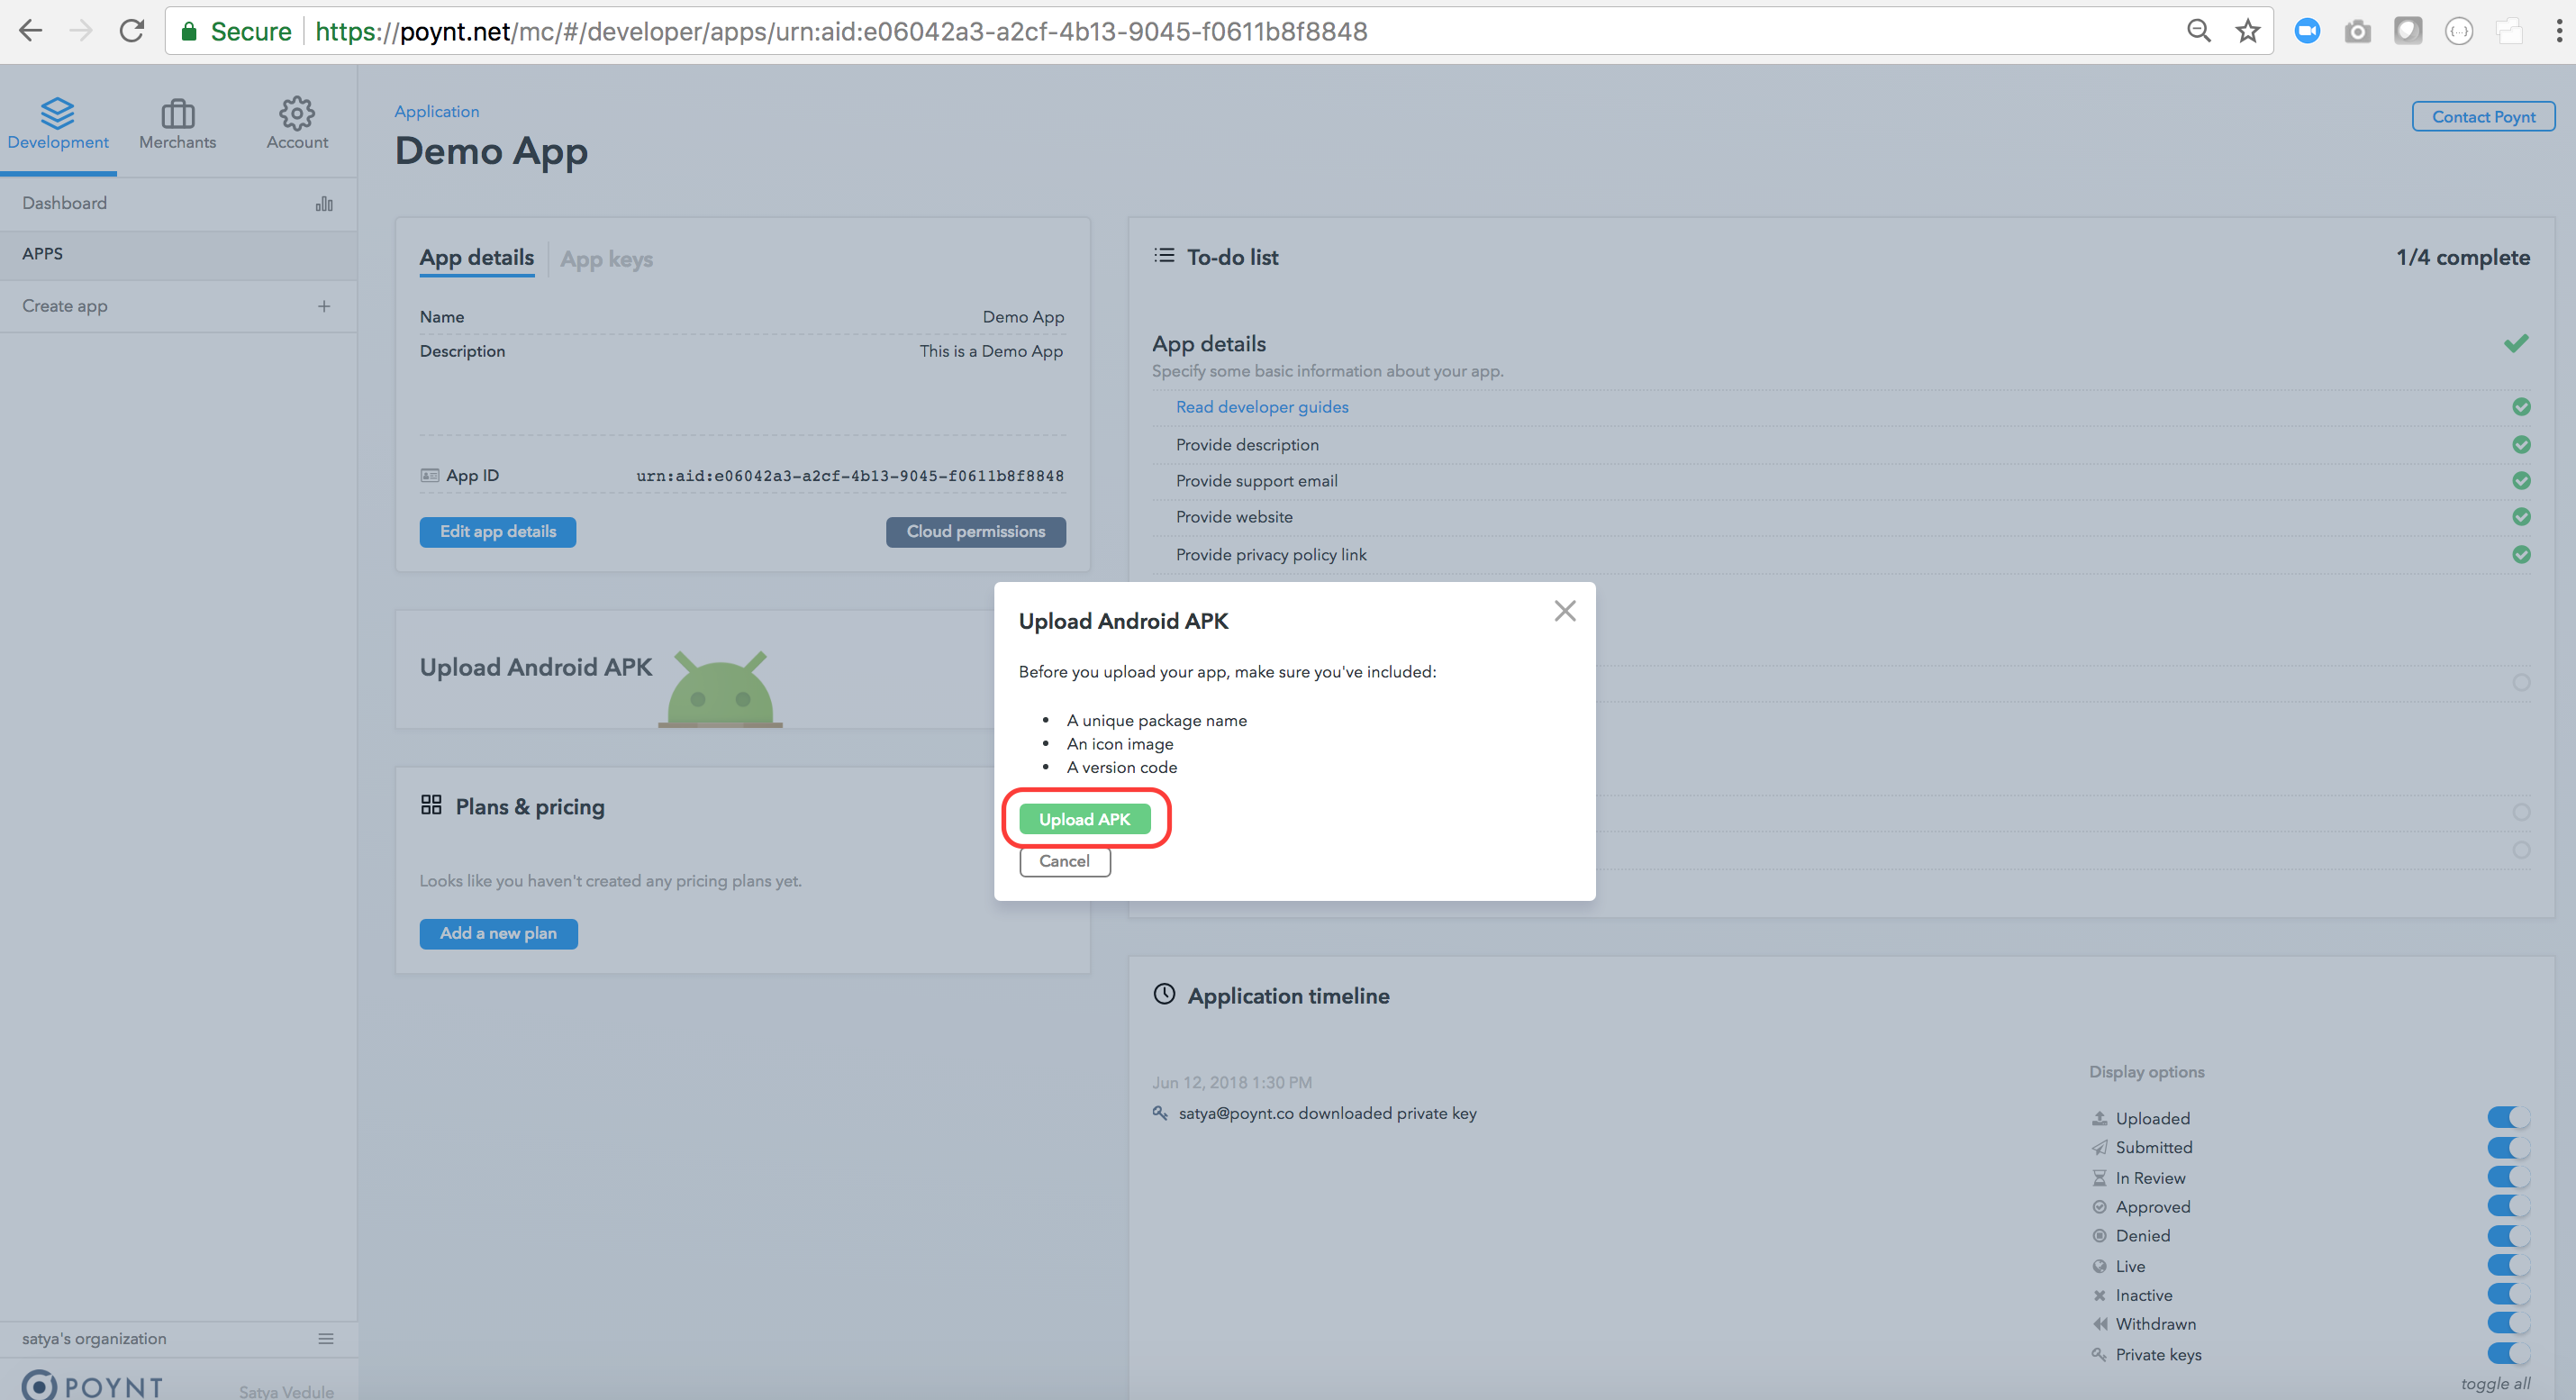 Secure https://poynt.net/mc/#/developer/apps/urn:aid:e06042a3-a2cf-4b13-9045-f0611b8f8848
Development
Merchants
Account
Dashboard
APPS
Create app +
satya's organization
POYNT
Satya Vedule
Application
Demo App
Contact Poynt
App details
App keys
Name Demo App
Description This is a Demo App
App ID urn:aid:e06042a3-a2cf-4b13-9045-f0611b8f8848
Edit app details
Cloud permissions
Upload Android APK
Plans & pricing
Looks like you haven't created any pricing plans yet.
Add a new plan
To-do list 1/4 complete
App details
Specify some basic information about your app.
Read developer guides
Provide description
Provide support email
Provide website
Provide privacy policy link
Upload Android APK
Before you upload your app, make sure you've included:
• A unique package name
• An icon image
• A version code
Upload APK
Cancel
Application timeline
Jun 12, 2018 1:30 PM
satya@poynt.co downloaded private key
Display options
Uploaded
Submitted
In Review
Approved
Denied
Live
Inactive
Withdrawn
Private keys
toggle all